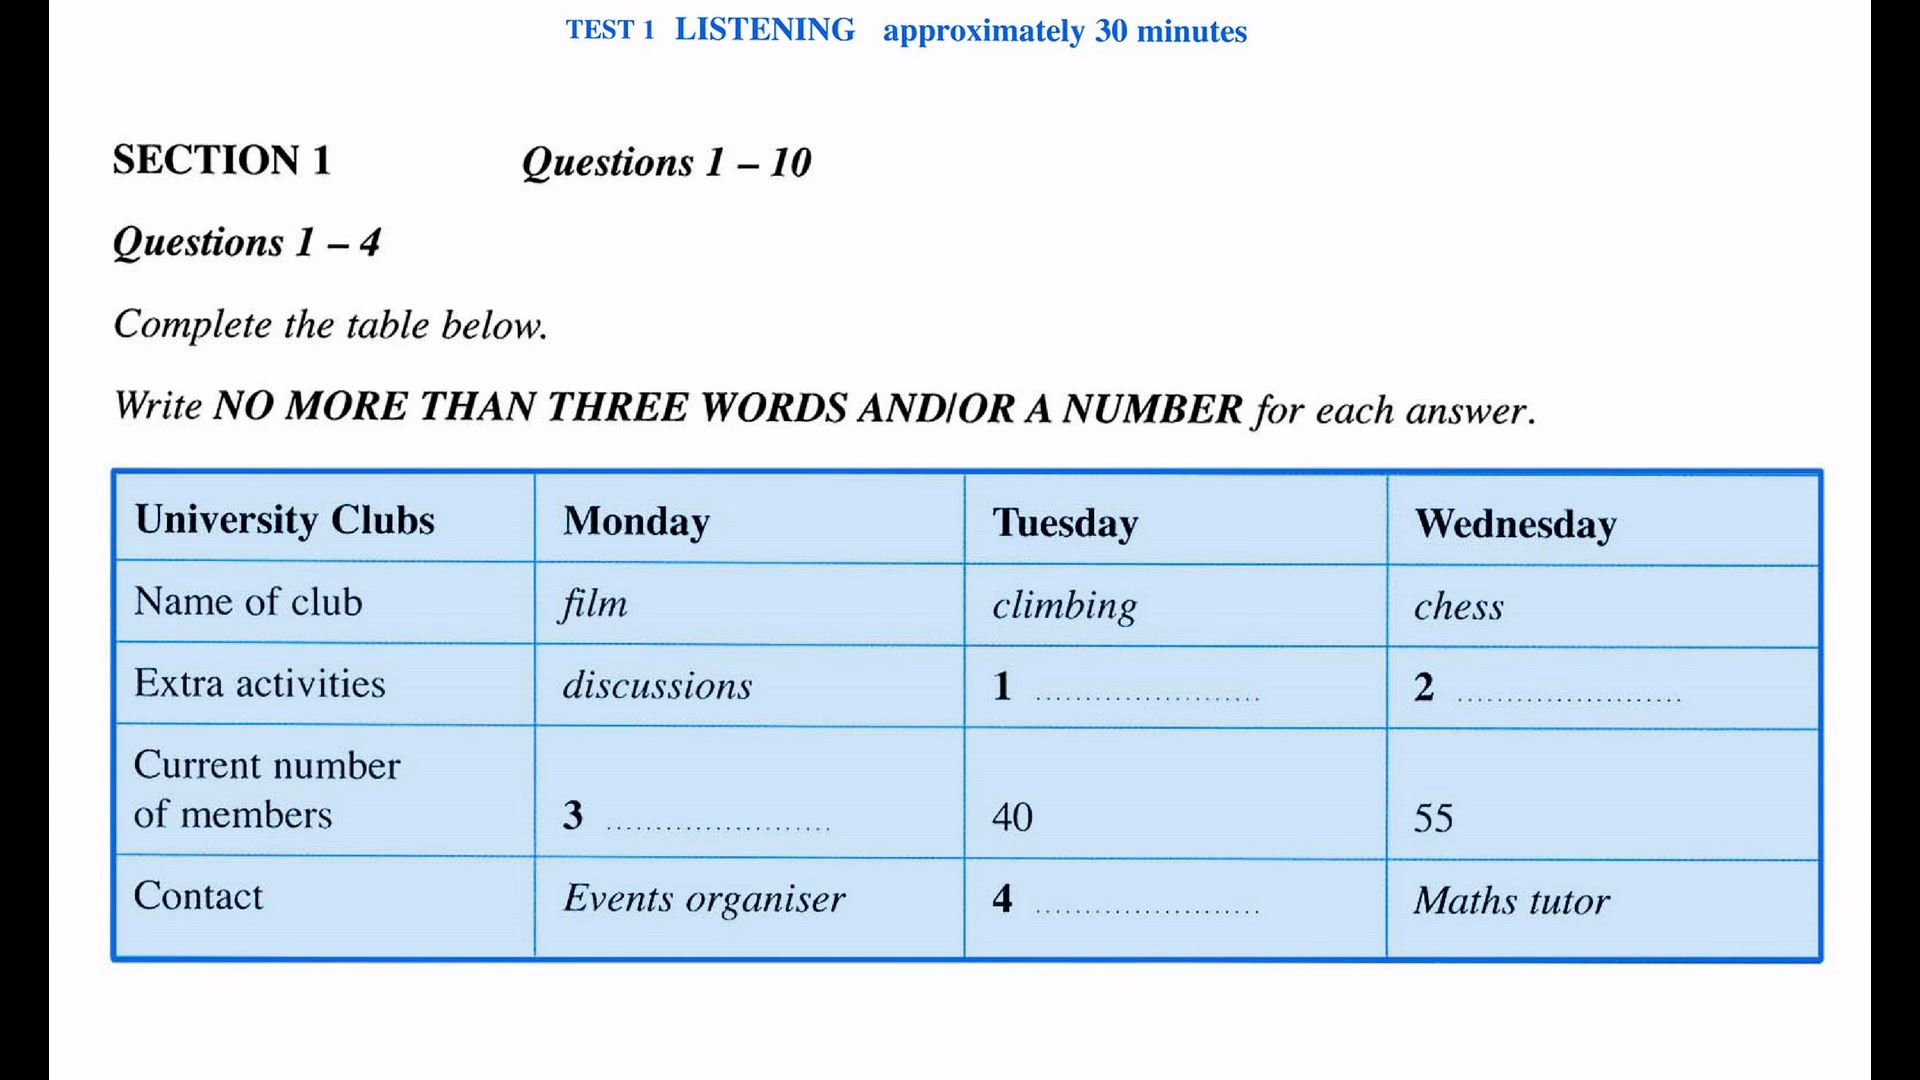 TEST 1 LISTENING approximately 30 minutes
SECTION 1 Questions 1 – 10
Questions 1 – 4
Complete the table below.
Write NO MORE THAN THREE WORDS AND/OR A NUMBER for each answer.
University Clubs Monday Tuesday Wednesday
Name of club film climbing chess
Extra activities discussions 1 ....................... 2 .......................
Current number
of members 3 ....................... 40 55
Contact Events organiser 4 ....................... Maths tutor